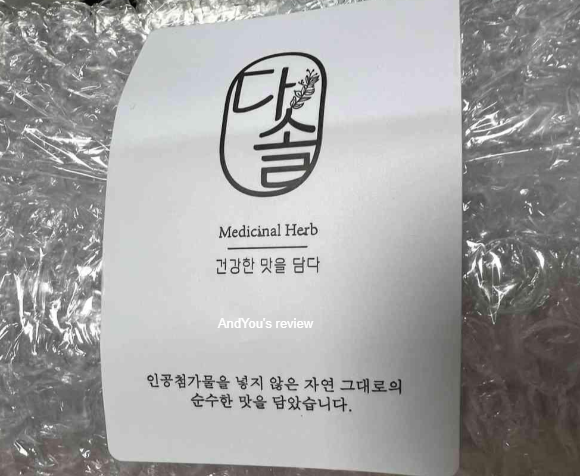 다솔
Medicinal Herb
건강한 맛을 담다
AndYou's review
인공첨가물을 넣지 않은 자연 그대로의
순수한 맛을 담았습니다.